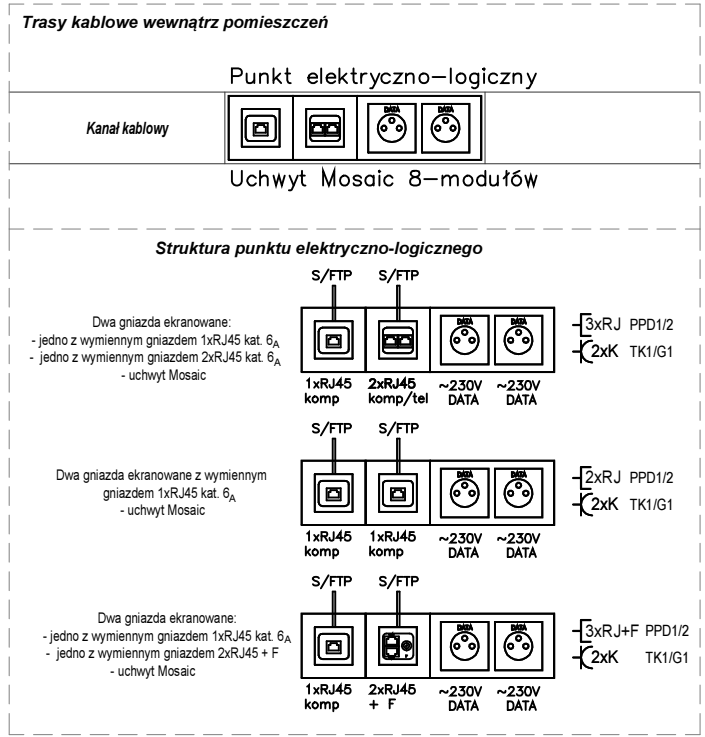 Trasy kablowe wewnątrz pomieszczeń
Punkt elektryczno-logiczny
Kanał kablowy
DATA DATA
Uchwyt Mosaic 8-modułów
Struktura punktu elektryczno-logicznego
S/FTP S/FTP
Dwa gniazda ekranowane:
- jedno z wymiennym gniazdem 1xRJ45 kat. 6A
- jedno z wymiennym gniazdem 2xRJ45 kat. 6A
- uchwyt Mosaic
DATA DATA
3xRJ PPD1/2
2xK TK1/G1
1xRJ45 2xRJ45 ~230V ~230V
komp komp/tel DATA DATA
S/FTP S/FTP
Dwa gniazda ekranowane z wymiennym
gniazdem 1xRJ45 kat. 6A
- uchwyt Mosaic
DATA DATA
2xRJ PPD1/2
2xK TK1/G1
1xRJ45 1xRJ45 ~230V ~230V
komp komp DATA DATA
S/FTP S/FTP
Dwa gniazda ekranowane:
- jedno z wymiennym gniazdem 1xRJ45 kat. 6A
- jedno z wymiennym gniazdem 2xRJ45 + F
- uchwyt Mosaic
F
DATA DATA
3xRJ+F PPD1/2
2xK TK1/G1
1xRJ45 2xRJ45 ~230V ~230V
komp + F DATA DATA